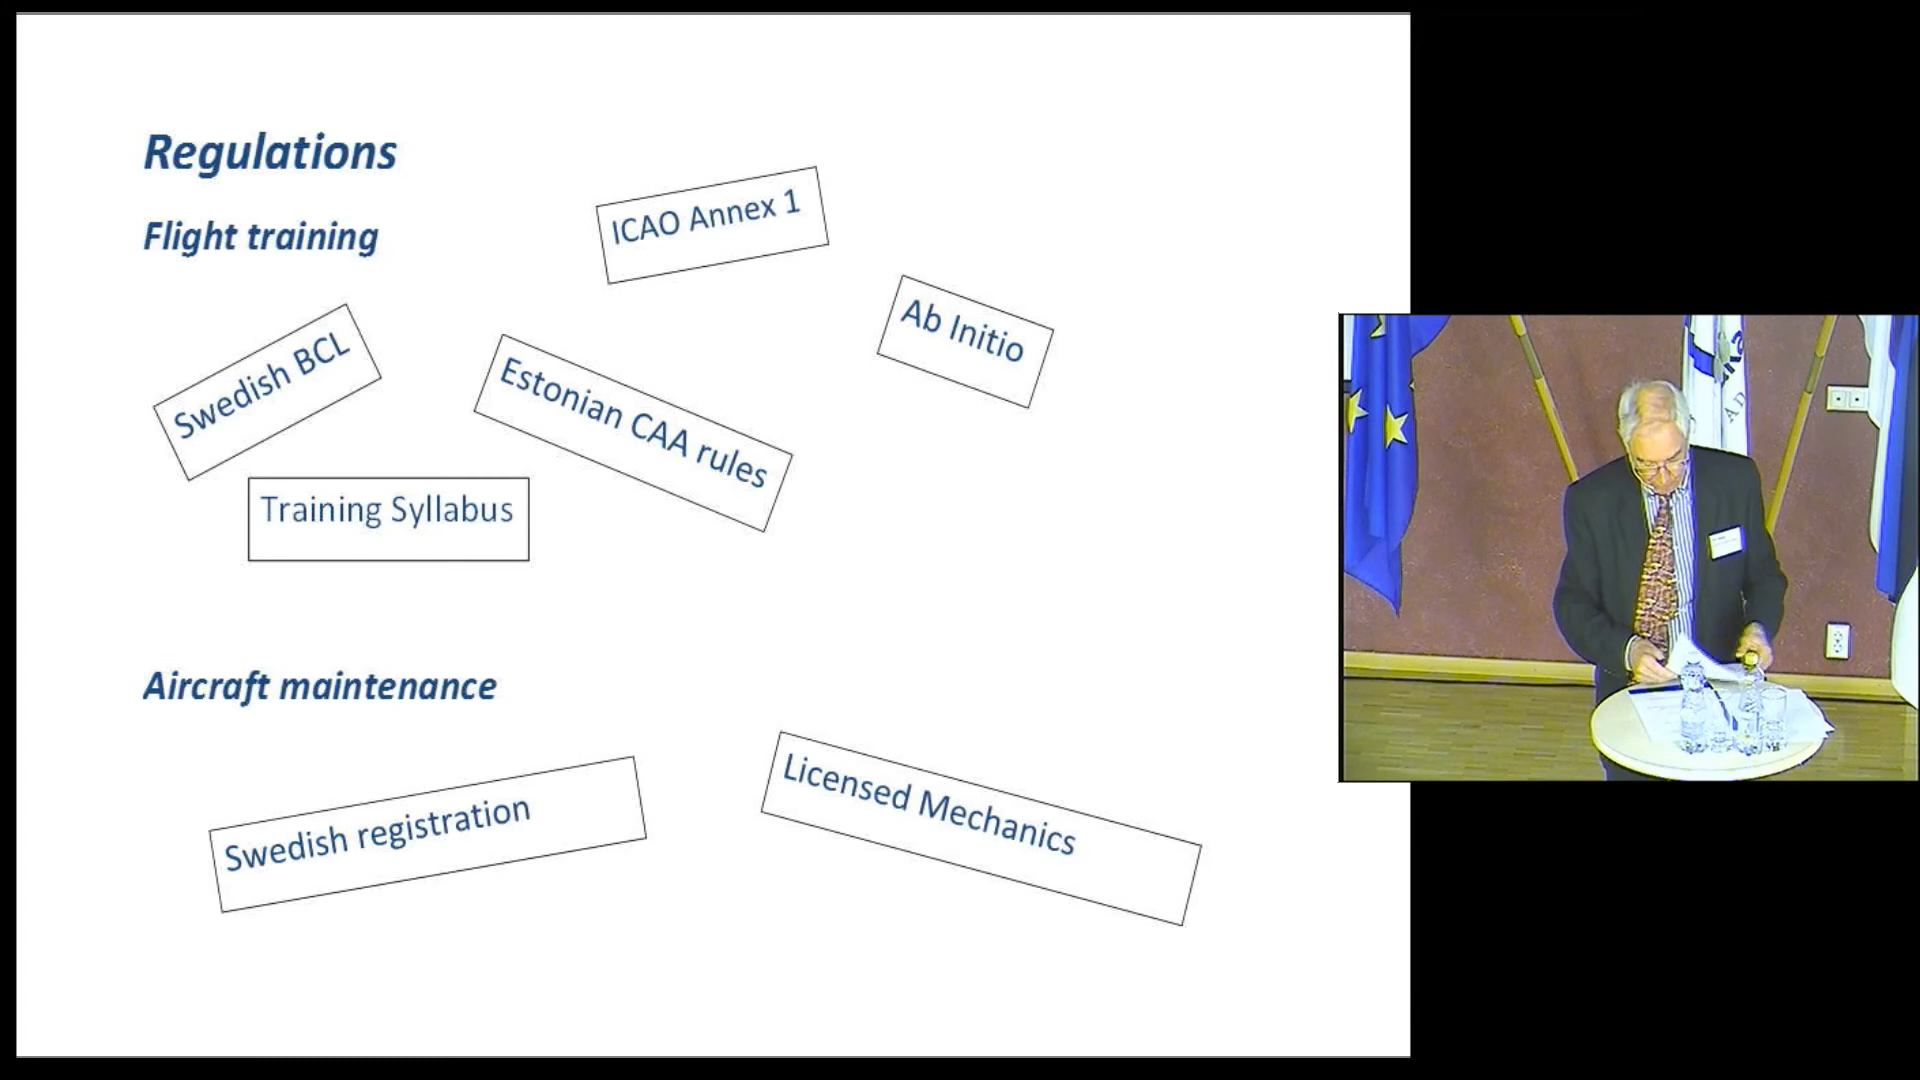 Regulations
Flight training
ICAO Annex 1
Ab Initio
Swedish BCL
Estonian CAA rules
Training Syllabus
Aircraft maintenance
Swedish registration
Licensed Mechanics